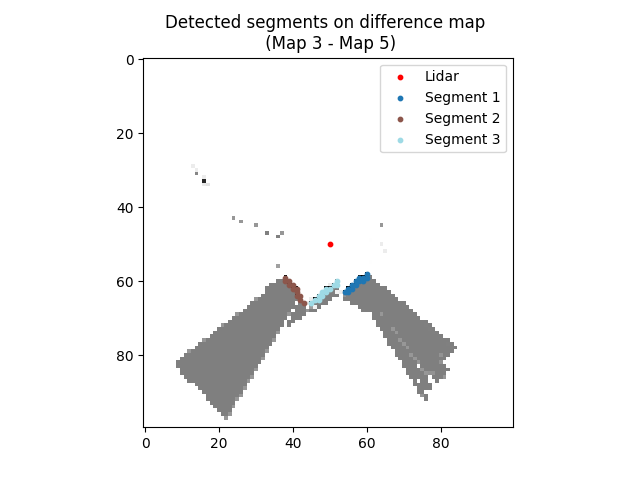 Detected segments on difference map
(Map 3 - Map 5)
Lidar
Segment 1
Segment 2
Segment 3
0
20
40
60
80
0
20
40
60
80